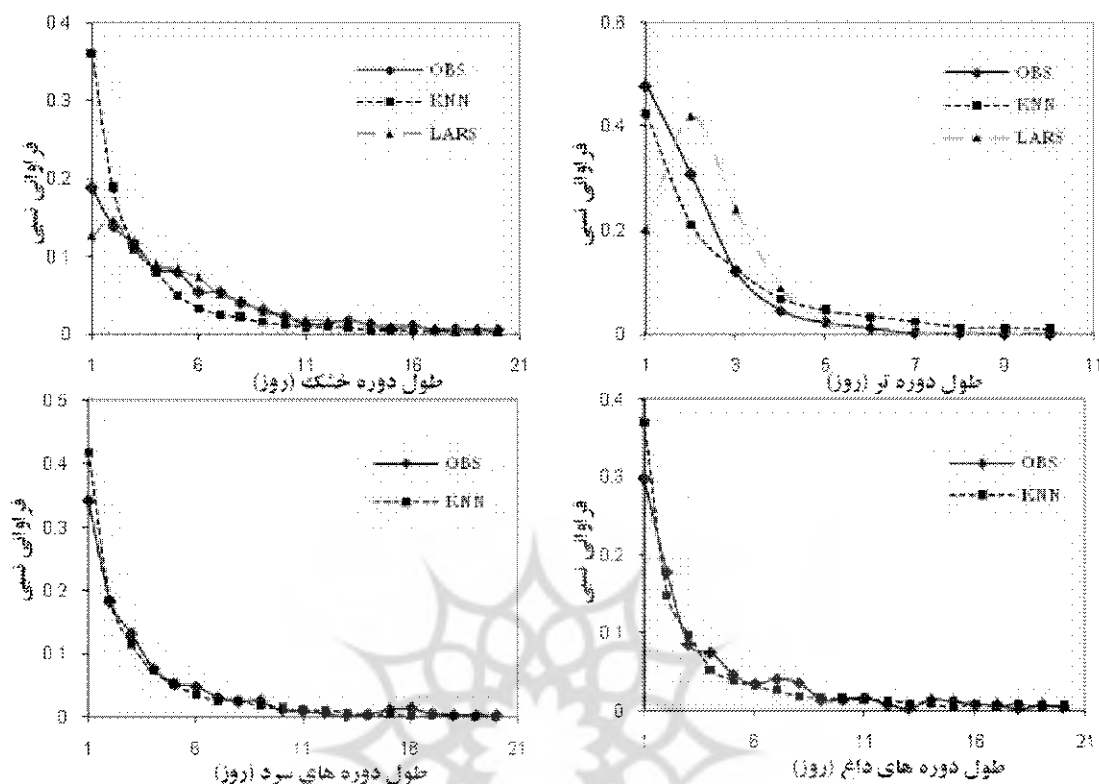 0.4
0.3
0.2
0.1
0
فراوانی نسبی
OBS
KNN
LARS
1 6 11 16 21
طول دوره خشک (روز)
0.6
0.4
0.2
0
فراوانی نسبی
OBS
KNN
LARS
1 3 5 7 9 11
طول دوره تر (روز)
0.5
0.4
0.3
0.2
0.1
0
فراوانی نسبی
OBS
KNN
1 6 11 16 21
طول دوره های سرد (روز)
0.4
0.3
0.2
0.1
0
فراوانی نسبی
OBS
KNN
1 6 11 16 21
طول دوره های داغ (روز)